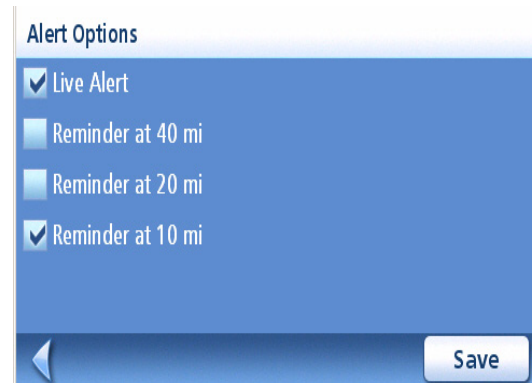 Alert Options
Live Alert
Reminder at 40 mi
Reminder at 20 mi
Reminder at 10 mi
Save